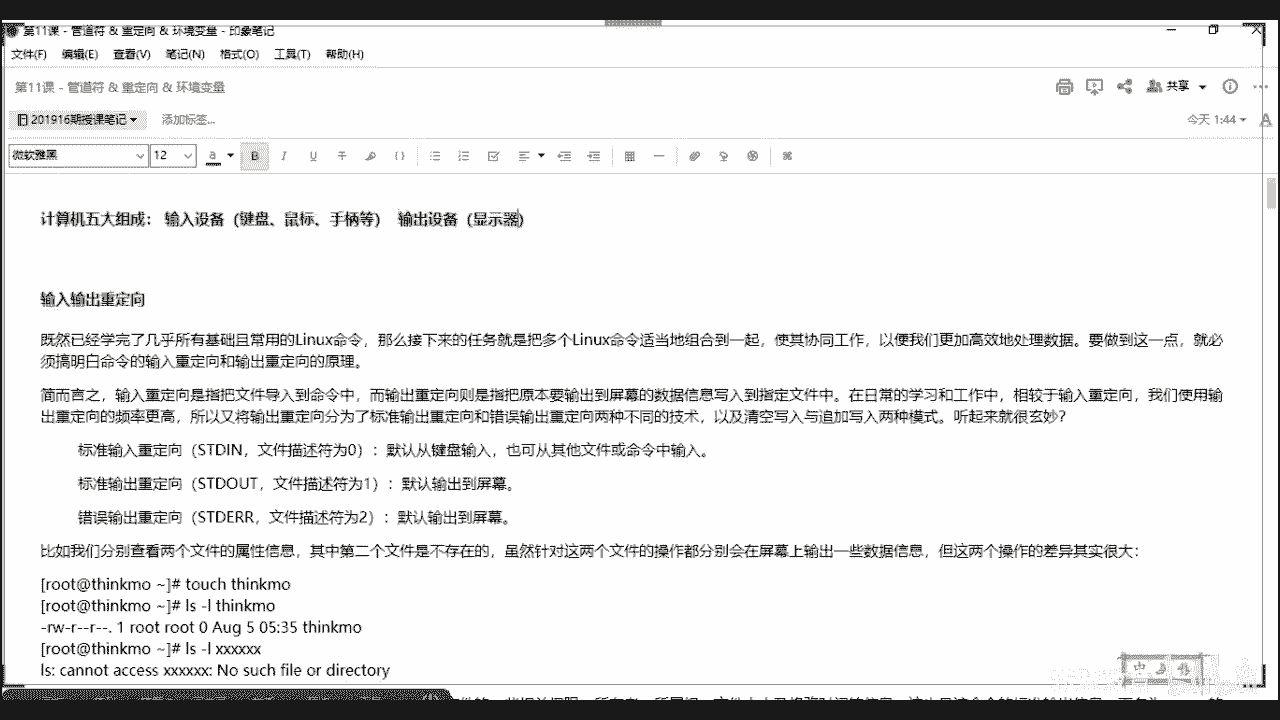 第11课 - 管道符 & 重定向 & 环境变量 - 印象笔记
文件(F) 编辑(E) 查看(V) 笔记(N) 格式(O) 工具(T) 帮助(H)
第11课 - 管道符 & 重定向 & 环境变量
共享
201916期授课笔记 添加标签...
今天 1:44
微软雅黑 12 a B I U T { }
计算机五大组成： 输入设备（键盘、鼠标、手柄等） 输出设备（显示器）
输入输出重定向
既然已经学完了几乎所有基础且常用的Linux命令，那么接下来的任务就是把多个Linux命令适当地组合到一起，使其协同工作，以便我们更加高效地处理数据。要做到这一点，就必
须搞明白命令的输入重定向和输出重定向的原理。
简而言之，输入重定向是指把文件导入到命令中，而输出重定向则是指把原本要输出到屏幕的数据信息写入到指定文件中。在日常的学习和工作中，相较于输入重定向，我们使用输
出重定向的频率更高，所以又将输出重定向分为了标准输出重定向和错误输出重定向两种不同的技术，以及清空写入与追加写入两种模式。听起来就很玄妙？
标准输入重定向（STDIN，文件描述符为0）：默认从键盘输入，也可从其他文件或命令中输入。
标准输出重定向（STDOUT，文件描述符为1）：默认输出到屏幕。
错误输出重定向（STDERR，文件描述符为2）：默认输出到屏幕。
比如我们分别查看两个文件的属性信息，其中第二个文件是不存在的，虽然针对这两个文件的操作都分别会在屏幕上输出一些数据信息，但这两个操作的差异其实很大：
[root@thinkmo ~]# touch thinkmo
[root@thinkmo ~]# ls -l thinkmo
-rw-r--r--. 1 root root 0 Aug 5 05:35 thinkmo
[root@thinkmo ~]# ls -l xxxxxx
ls: cannot access xxxxxx: No such file or directory